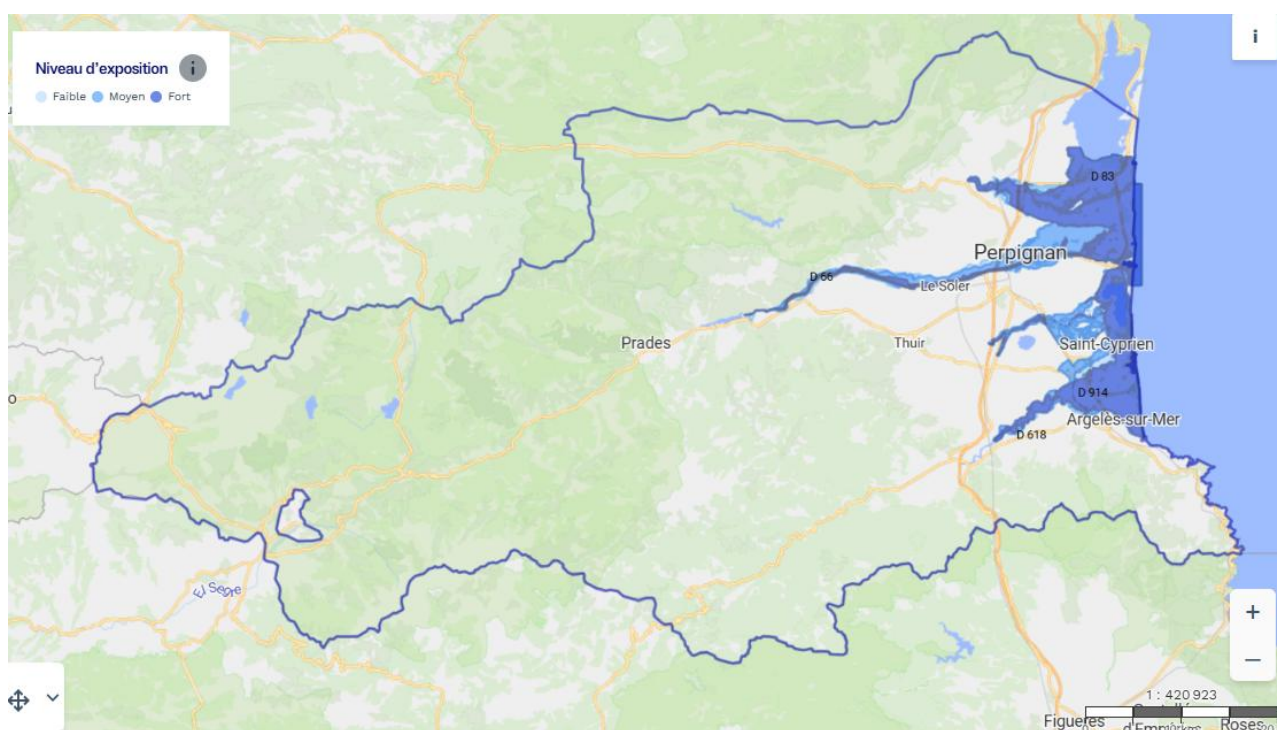 Niveau d'exposition i
Faible Moyen Fort
i
D 83
Perpignan
D 66
Le Soler
Prades
Thuir
Saint-Cyprien
D 914
Argelès-sur-Mer
D 618
El Segre
+
−
1 : 420 923
Figueres
Roses